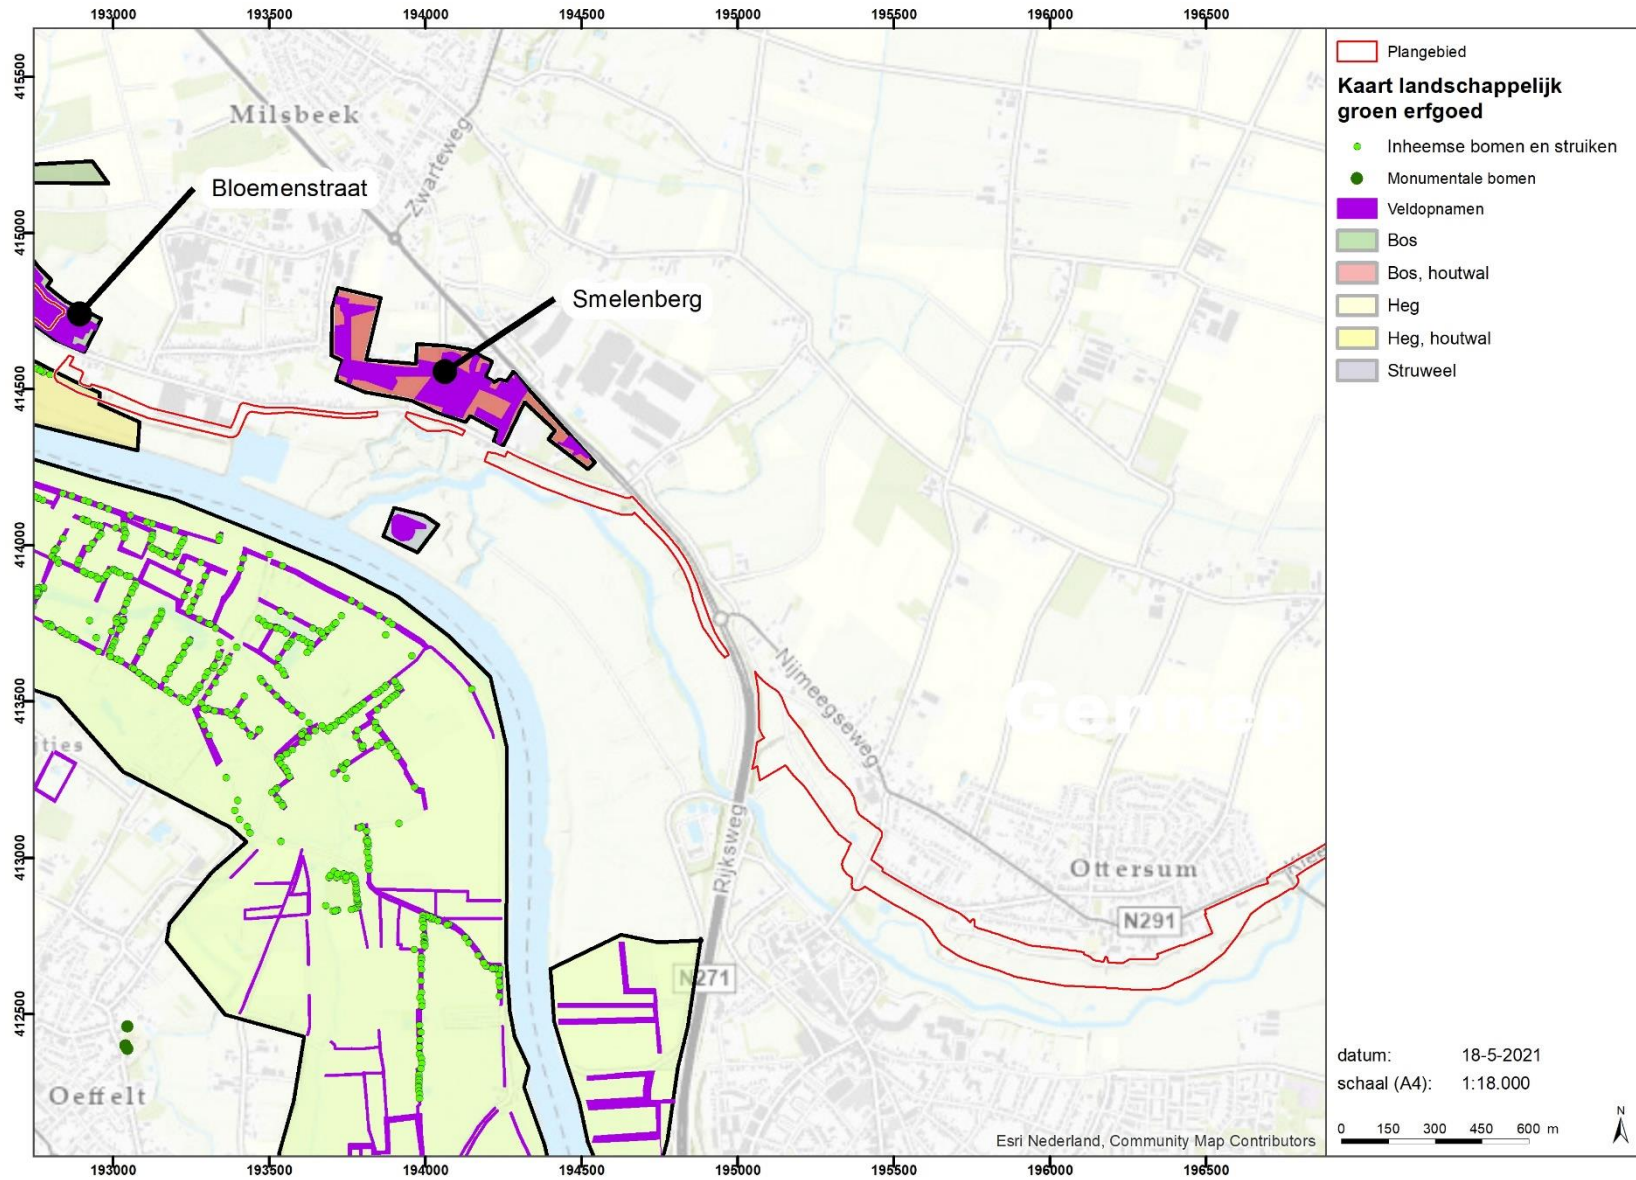 193000 193500 194000 194500 195000 195500 196000 196500
415500
415000
414500
414000
413500
413000
412500
Milsbeek
Zwarteweg
Bloemenstraat
Smelenberg
Nijmeegseweg
Rijksweg
Ottersum
N291
N271
Oeffelt
Esri Nederland, Community Map Contributors
193000 193500 194000 194500 195000 195500 196000 196500
Plangebied
Kaart landschappelijk
groen erfgoed
Inheemse bomen en struiken
Monumentale bomen
Veldopnamen
Bos
Bos, houtwal
Heg
Heg, houtwal
Struweel
datum: 18-5-2021
schaal (A4): 1:18.000
N
0 150 300 450 600 m